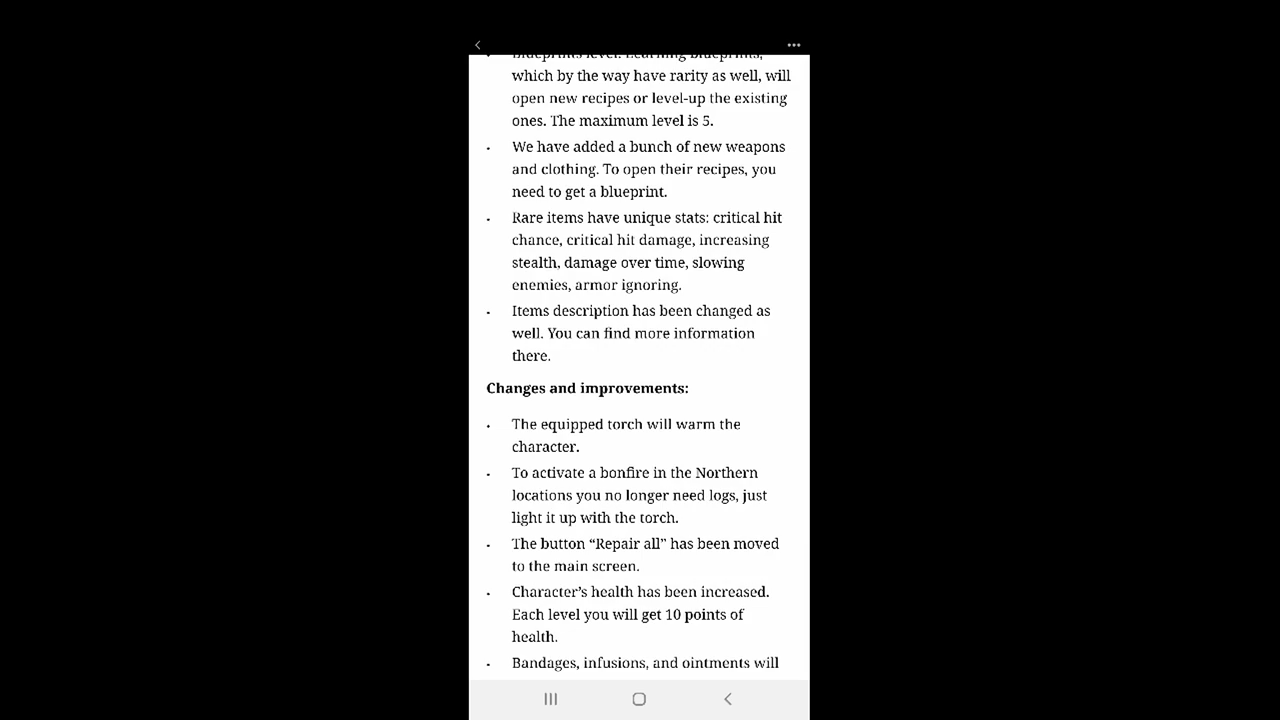 blueprints level. Learning blueprints,
which by the way have rarity as well, will
open new recipes or level-up the existing
ones. The maximum level is 5.
We have added a bunch of new weapons
and clothing. To open their recipes, you
need to get a blueprint.
Rare items have unique stats: critical hit
chance, critical hit damage, increasing
stealth, damage over time, slowing
enemies, armor ignoring.
Items description has been changed as
well. You can find more information
there.
Changes and improvements:
The equipped torch will warm the
character.
To activate a bonfire in the Northern
locations you no longer need logs, just
light it up with the torch.
The button “Repair all” has been moved
to the main screen.
Character’s health has been increased.
Each level you will get 10 points of
health.
Bandages, infusions, and ointments will